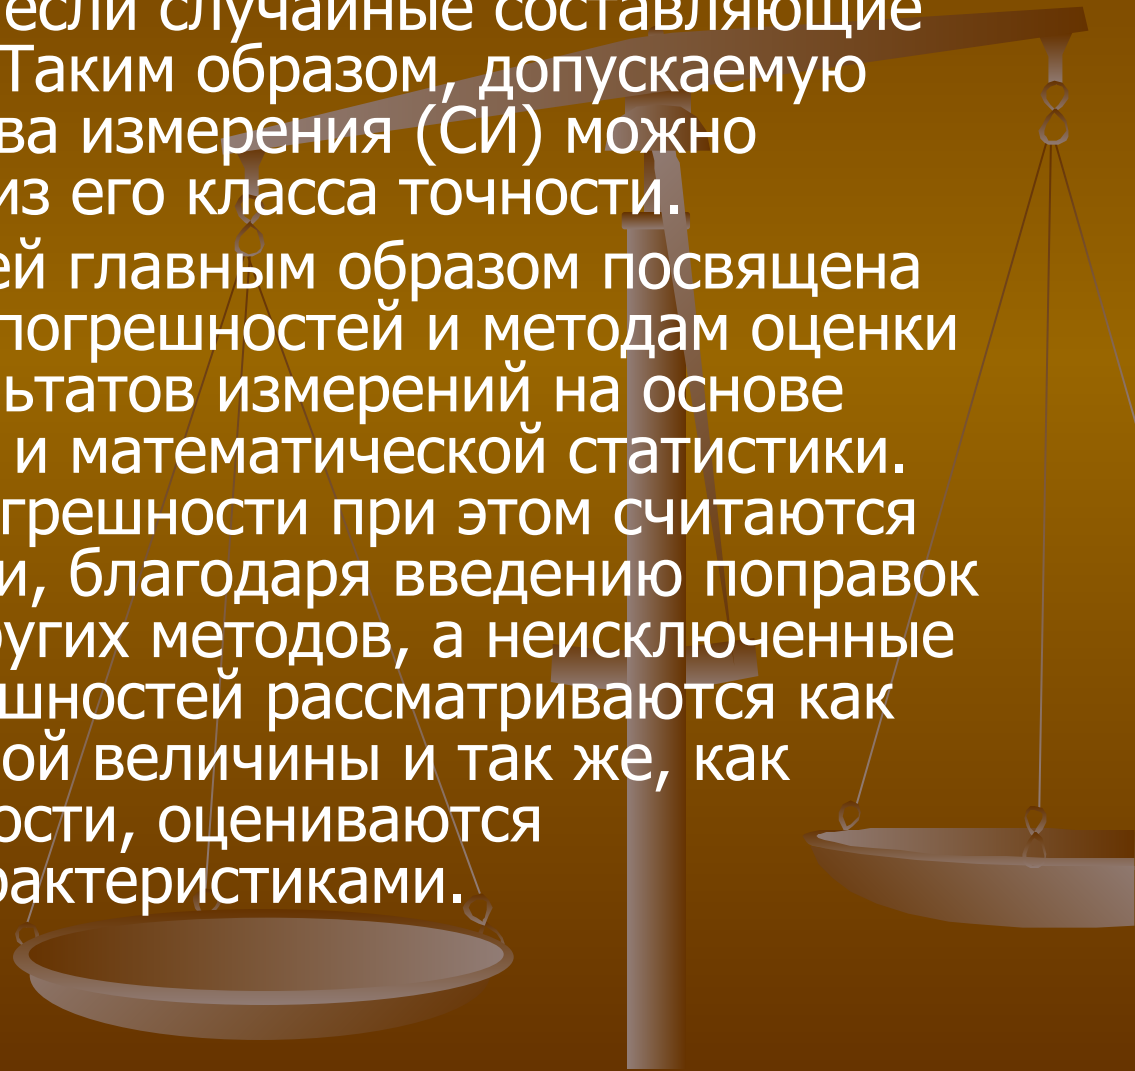 если случайные составляющие
Таким образом, допускаемую
ва измерения (СИ) можно
из его класса точности.
ей главным образом посвящена
погрешностей и методам оценки
льтатов измерений на основе
и математической статистики.
грешности при этом считаются
и, благодаря введению поправок
ругих методов, а неисключенные
шностей рассматриваются как
ой величины и так же, как
ости, оцениваются
рактеристиками.